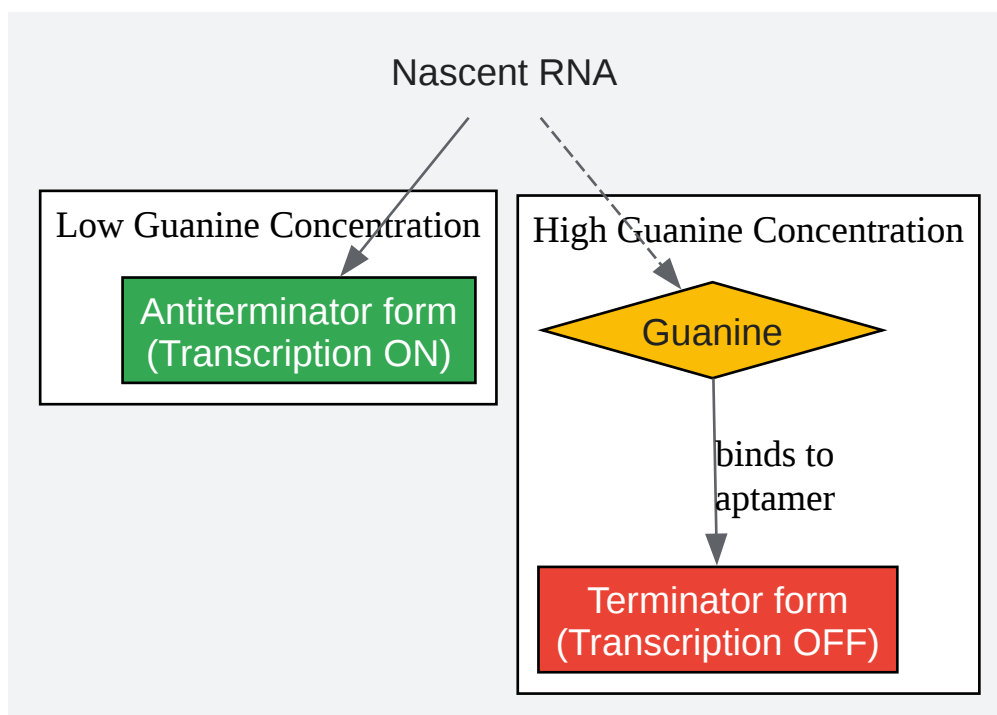 Nascent RNA
Low Guanine Concentration
Antiterminator form
(Transcription ON)
High Guanine Concentration
Guanine
binds to
aptamer
Terminator form
(Transcription OFF)